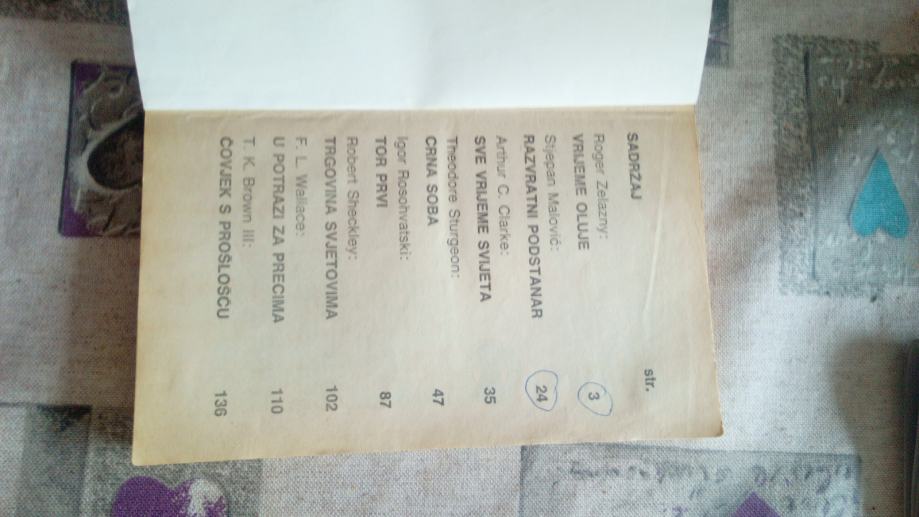 SADRŽAJ
str.
Roger Zelazny:
VRIJEME OLUJE 3
Stjepan Malović:
RAZVRATNI PODSTANAR 24
Arthur C. Clarke:
SVE VRIJEME SVIJETA 35
Theodore Sturgeon:
CRNA SOBA 47
Igor Rosohvatski:
TOR PRVI 87
Robert Sheckley:
TRGOVINA SVJETOVIMA 102
F. L. Wallace:
U POTRAZI ZA PRECIMA 110
T. K. Brown III:
ČOVJEK S PROŠLOŠĆU 136